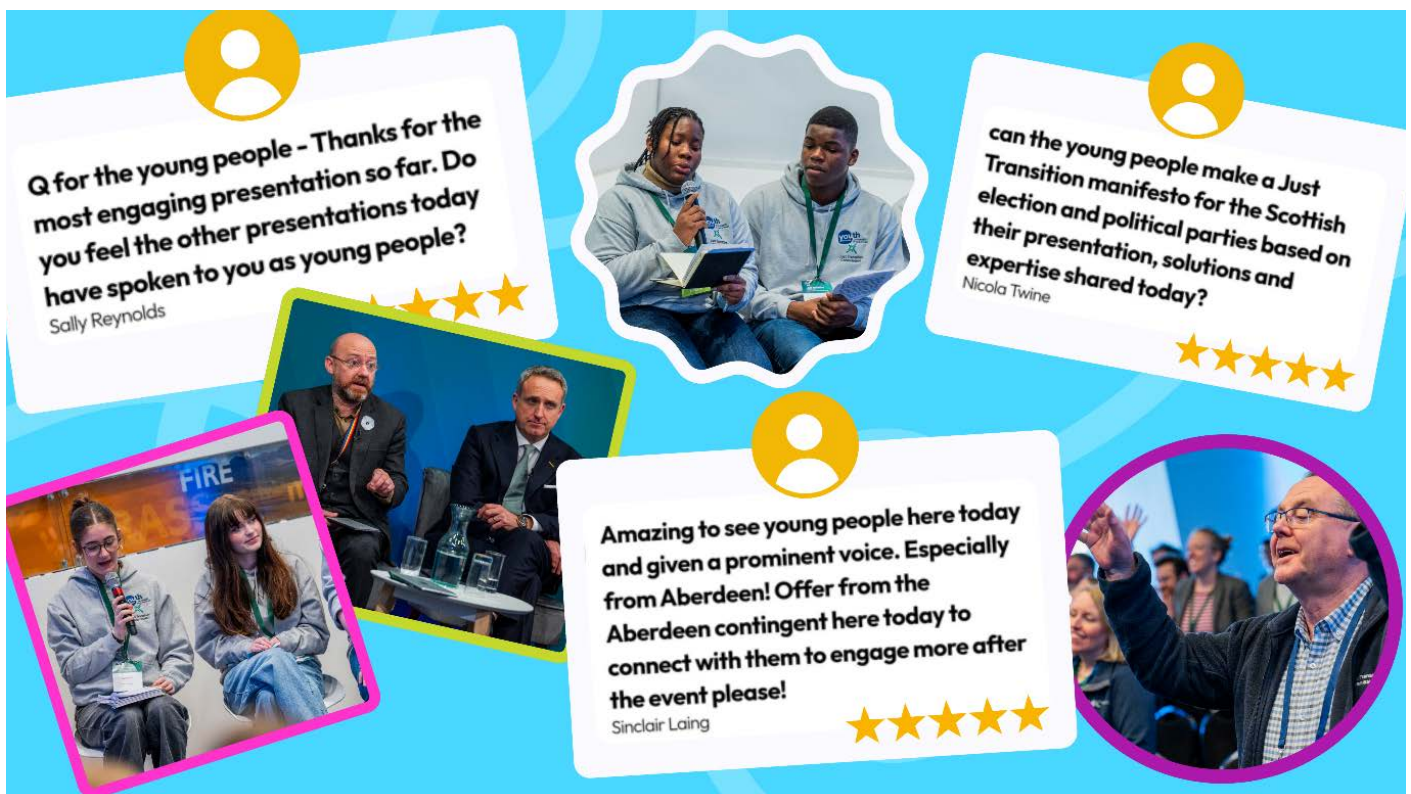 Q for the young people - Thanks for the
most engaging presentation so far. Do
you feel the other presentations today
have spoken to you as young people?
Sally Reynolds
can the young people make a Just
Transition manifesto for the Scottish
election and political parties based on
their presentation, solutions and
expertise shared today?
Nicola Twine
FIRE
Amazing to see young people here today
and given a prominent voice. Especially
from Aberdeen! Offer from the
Aberdeen contingent here today to
connect with them to engage more after
the event please!
Sinclair Laing
youth